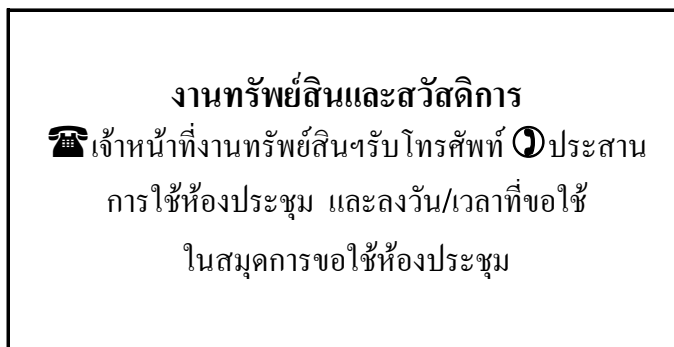 งานทรัพย์สินและสวัสดิการ
☎เจ้าหน้าที่งานทรัพย์สินฯรับโทรศัพท์ ✆ประสาน
การใช้ห้องประชุม และลงวัน/เวลาที่ขอใช้
ในสมุดการขอใช้ห้องประชุม